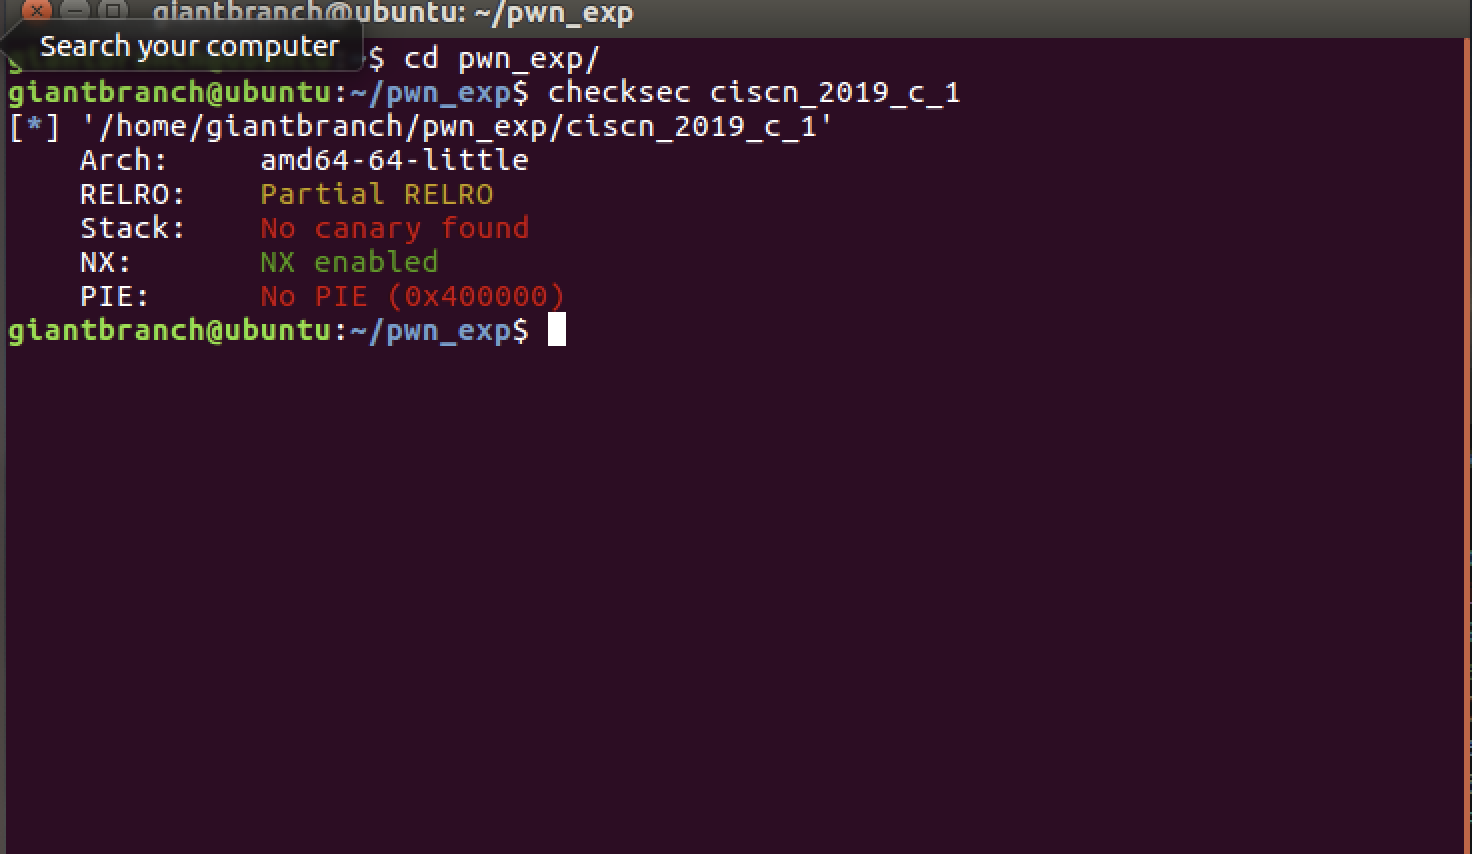 giantbranch@ubuntu: ~/pwn_exp
Search your computer
$ cd pwn_exp/
giantbranch@ubuntu:~/pwn_exp$ checksec ciscn_2019_c_1
[*] '/home/giantbranch/pwn_exp/ciscn_2019_c_1'
Arch: amd64-64-little
RELRO: Partial RELRO
Stack: No canary found
NX: NX enabled
PIE: No PIE (0x400000)
giantbranch@ubuntu:~/pwn_exp$